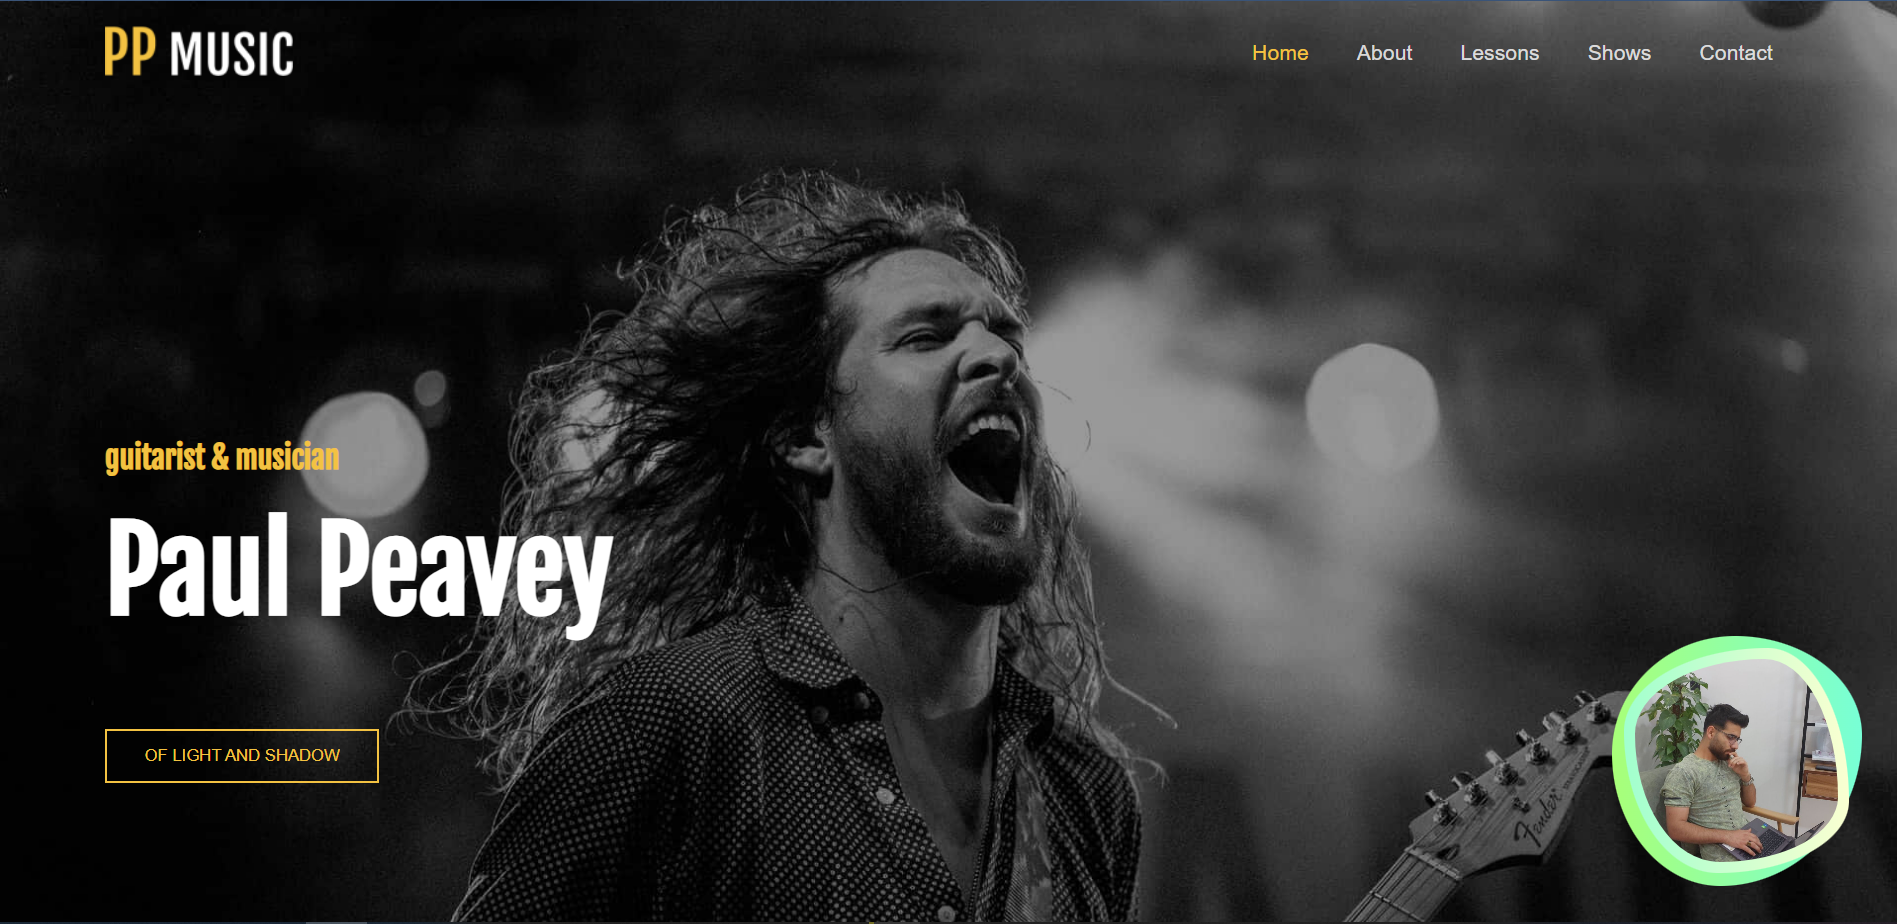 PP MUSIC
Home
About
Lessons
Shows
Contact
guitarist & musician
Paul Peavey
OF LIGHT AND SHADOW
Fender